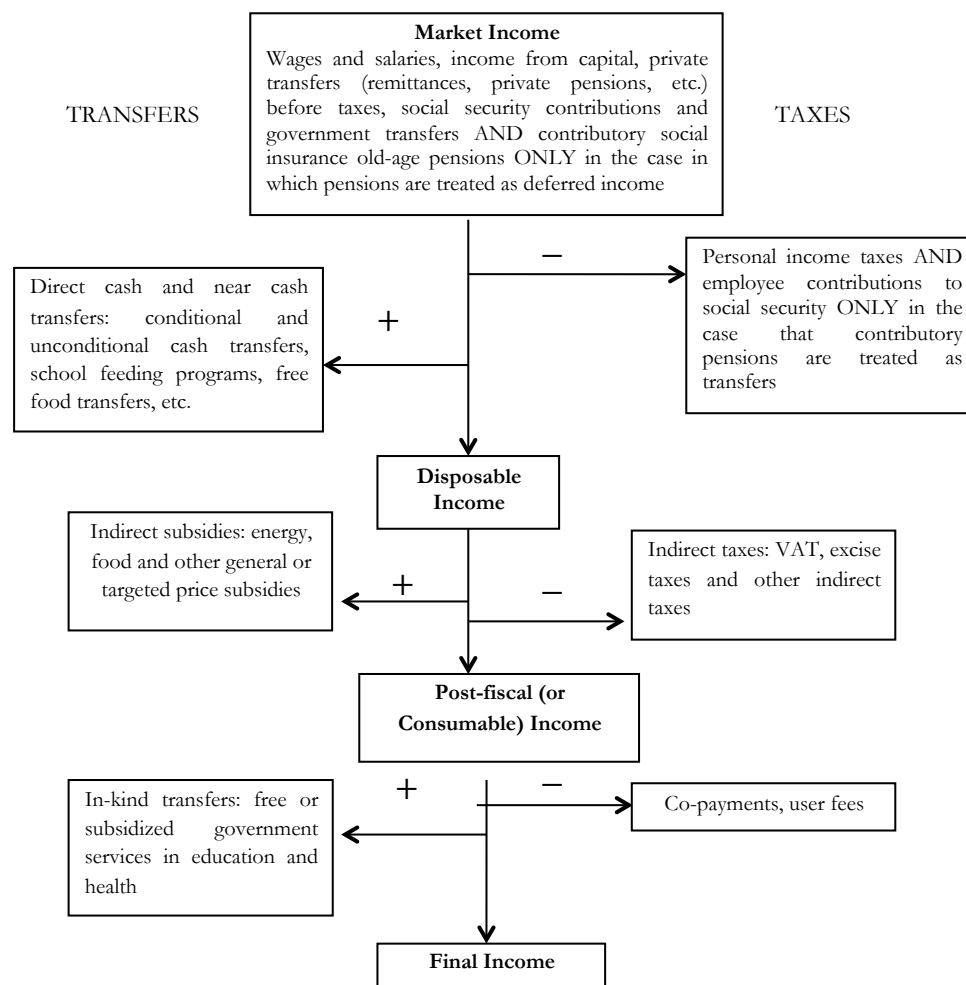 Market Income
Wages and salaries, income from capital, private
transfers (remittances, private pensions, etc.)
before taxes, social security contributions and
government transfers AND contributory social
insurance old-age pensions ONLY in the case in
which pensions are treated as deferred income
TRANSFERS
TAXES
−
Personal income taxes AND
employee contributions to
social security ONLY in the
case that contributory
pensions are treated as
transfers
Direct cash and near cash
transfers: conditional and
unconditional cash transfers,
school feeding programs, free
food transfers, etc.
+
Disposable
Income
Indirect subsidies: energy,
food and other general or
targeted price subsidies
+
−
Indirect taxes: VAT, excise
taxes and other indirect
taxes
Post-fiscal (or
Consumable) Income
In-kind transfers: free or
subsidized government
services in education and
health
+
−
Co-payments, user fees
Final Income